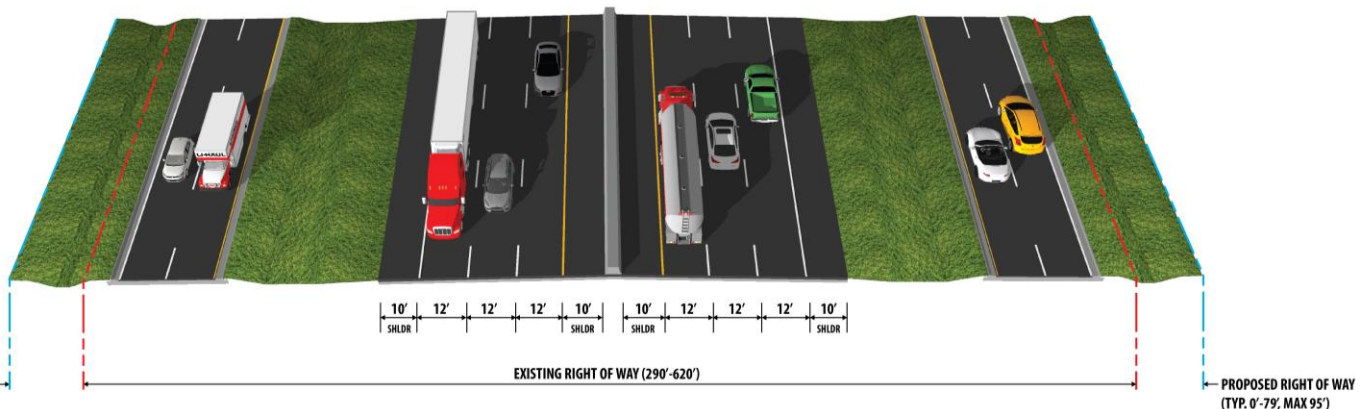 U-HAUL
10' 12' 12' 12' 10' 10' 12' 12' 12' 10'
SHLDR SHLDR SHLDR SHLDR
EXISTING RIGHT OF WAY (290'-620')
PROPOSED RIGHT OF WAY
(TYP. 0'-79', MAX 95')